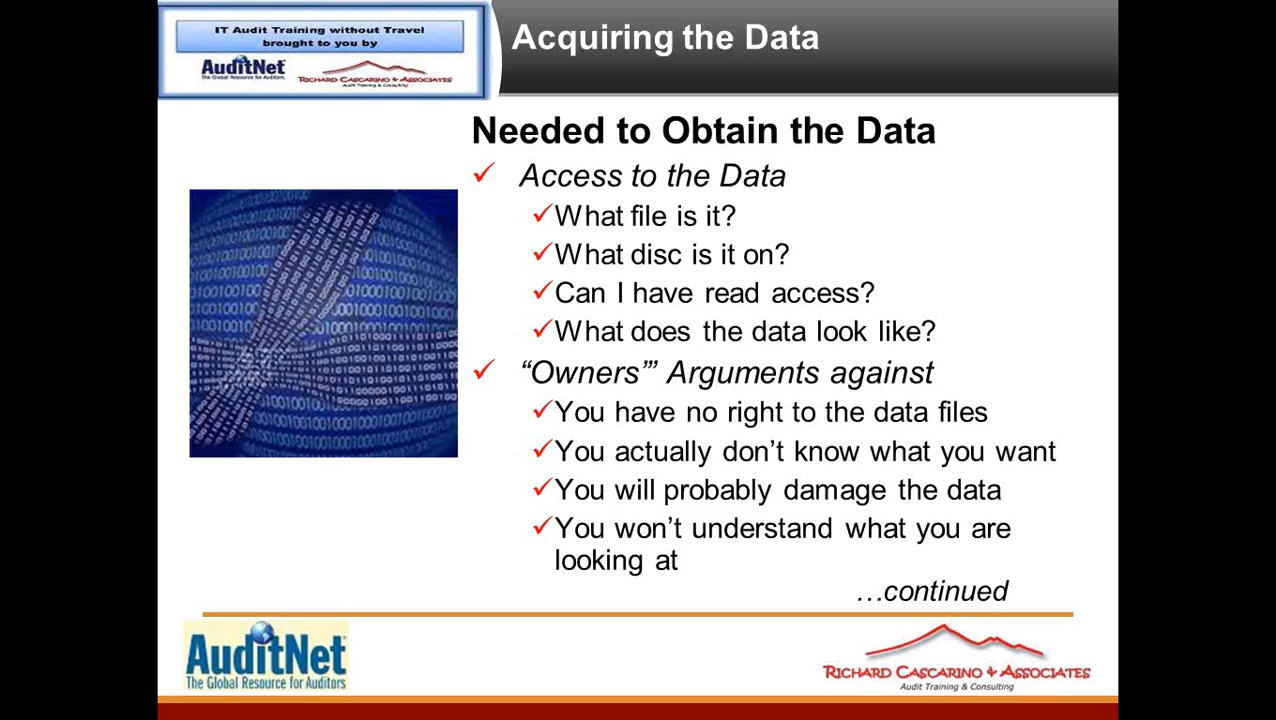 IT Audit Training without Travel
brought to you by
AuditNet
The Global Resource for Auditors
RICHARD CASCARINO & ASSOCIATES
Audit Training & Consulting
Acquiring the Data
Needed to Obtain the Data
Access to the Data
What file is it?
What disc is it on?
Can I have read access?
What does the data look like?
“Owners’” Arguments against
You have no right to the data files
You actually don’t know what you want
You will probably damage the data
You won’t understand what you are
looking at
…continued
AuditNet
The Global Resource for Auditors
RICHARD CASCARINO & ASSOCIATES
Audit Training & Consulting